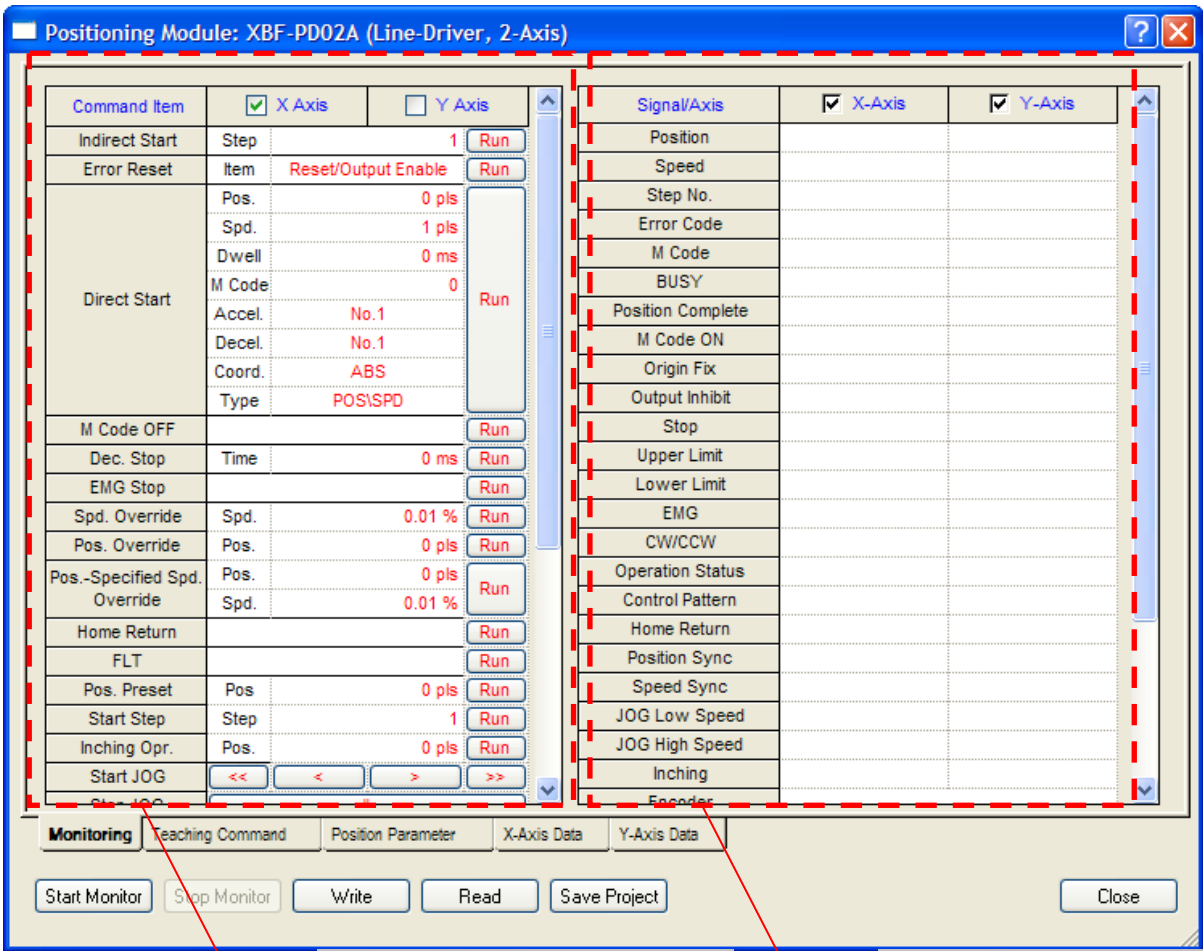 Positioning Module: XBF-PD02A (Line-Driver, 2-Axis)
Command Item X Axis Y Axis
Indirect Start Step 1 Run
Error Reset Item Reset/Output Enable Run
Direct Start
Pos. 0 pls
Spd. 1 pls
Dwell 0 ms
M Code 0
Accel. No.1
Decel. No.1
Coord. ABS
Type POS\SPD
Run
M Code OFF Run
Dec. Stop Time 0 ms Run
EMG Stop Run
Spd. Override Spd. 0.01 % Run
Pos. Override Pos. 0 pls Run
Pos.-Specified Spd.
Override
Pos. 0 pls
Spd. 0.01 %
Run
Home Return Run
FLT Run
Pos. Preset Pos 0 pls Run
Start Step Step 1 Run
Inching Opr. Pos. 0 pls Run
Start JOG << < > >>
Stop JOG
Signal/Axis X-Axis Y-Axis
Position
Speed
Step No.
Error Code
M Code
BUSY
Position Complete
M Code ON
Origin Fix
Output Inhibit
Stop
Upper Limit
Lower Limit
EMG
CW/CCW
Operation Status
Control Pattern
Home Return
Position Sync
Speed Sync
JOG Low Speed
JOG High Speed
Inching
Encoder
Monitoring Teaching Command Position Parameter X-Axis Data Y-Axis Data
Start Monitor Stop Monitor Write Read Save Project Close